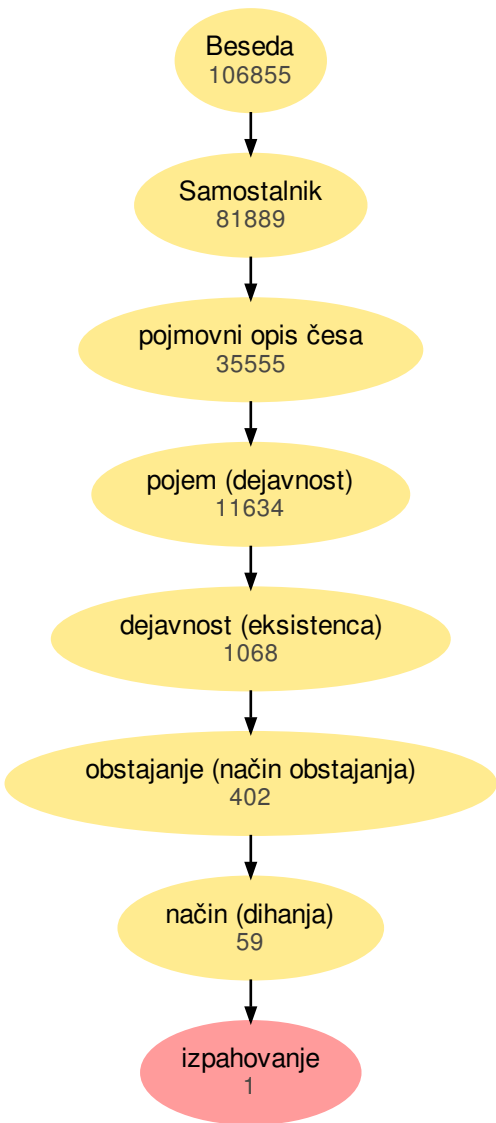 Beseda
106855
Samostalnik
81889
pojmovni opis česa
35555
pojem (dejavnost)
11634
dejavnost (eksistenca)
1068
obstajanje (način obstajanja)
402
način (dihanja)
59
izpahovanje
1